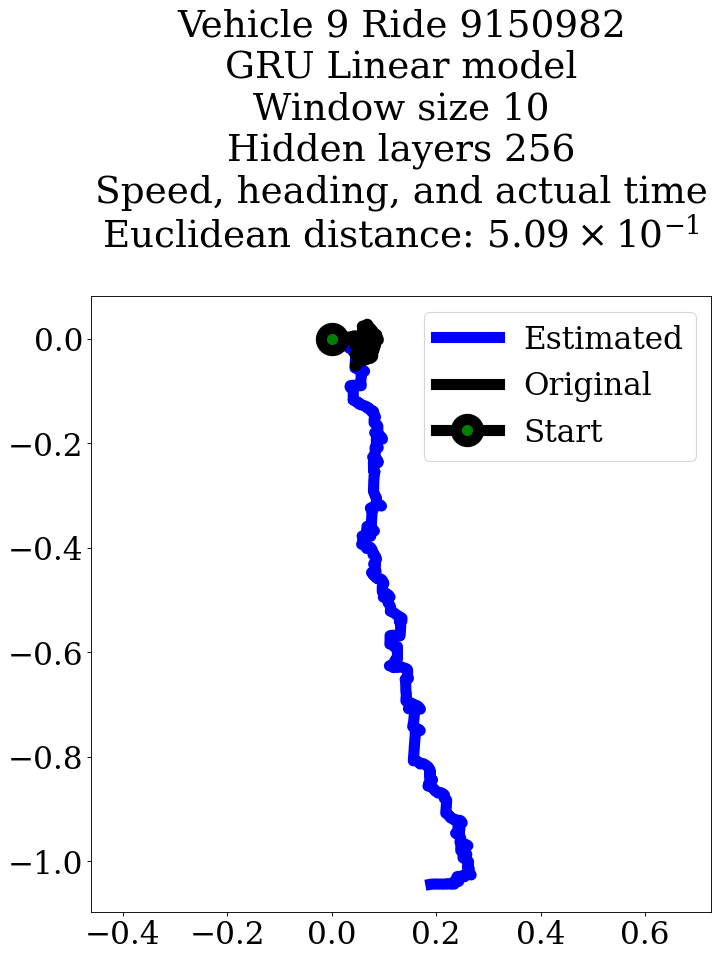 Vehicle 9 Ride 9150982
GRU Linear model
Window size 10
Hidden layers 256
Speed, heading, and actual time
Euclidean distance: 5.09 × 10⁻¹
Estimated
Original
Start
0.0
−0.2
−0.4
−0.6
−0.8
−1.0
−0.4 −0.2 0.0 0.2 0.4 0.6